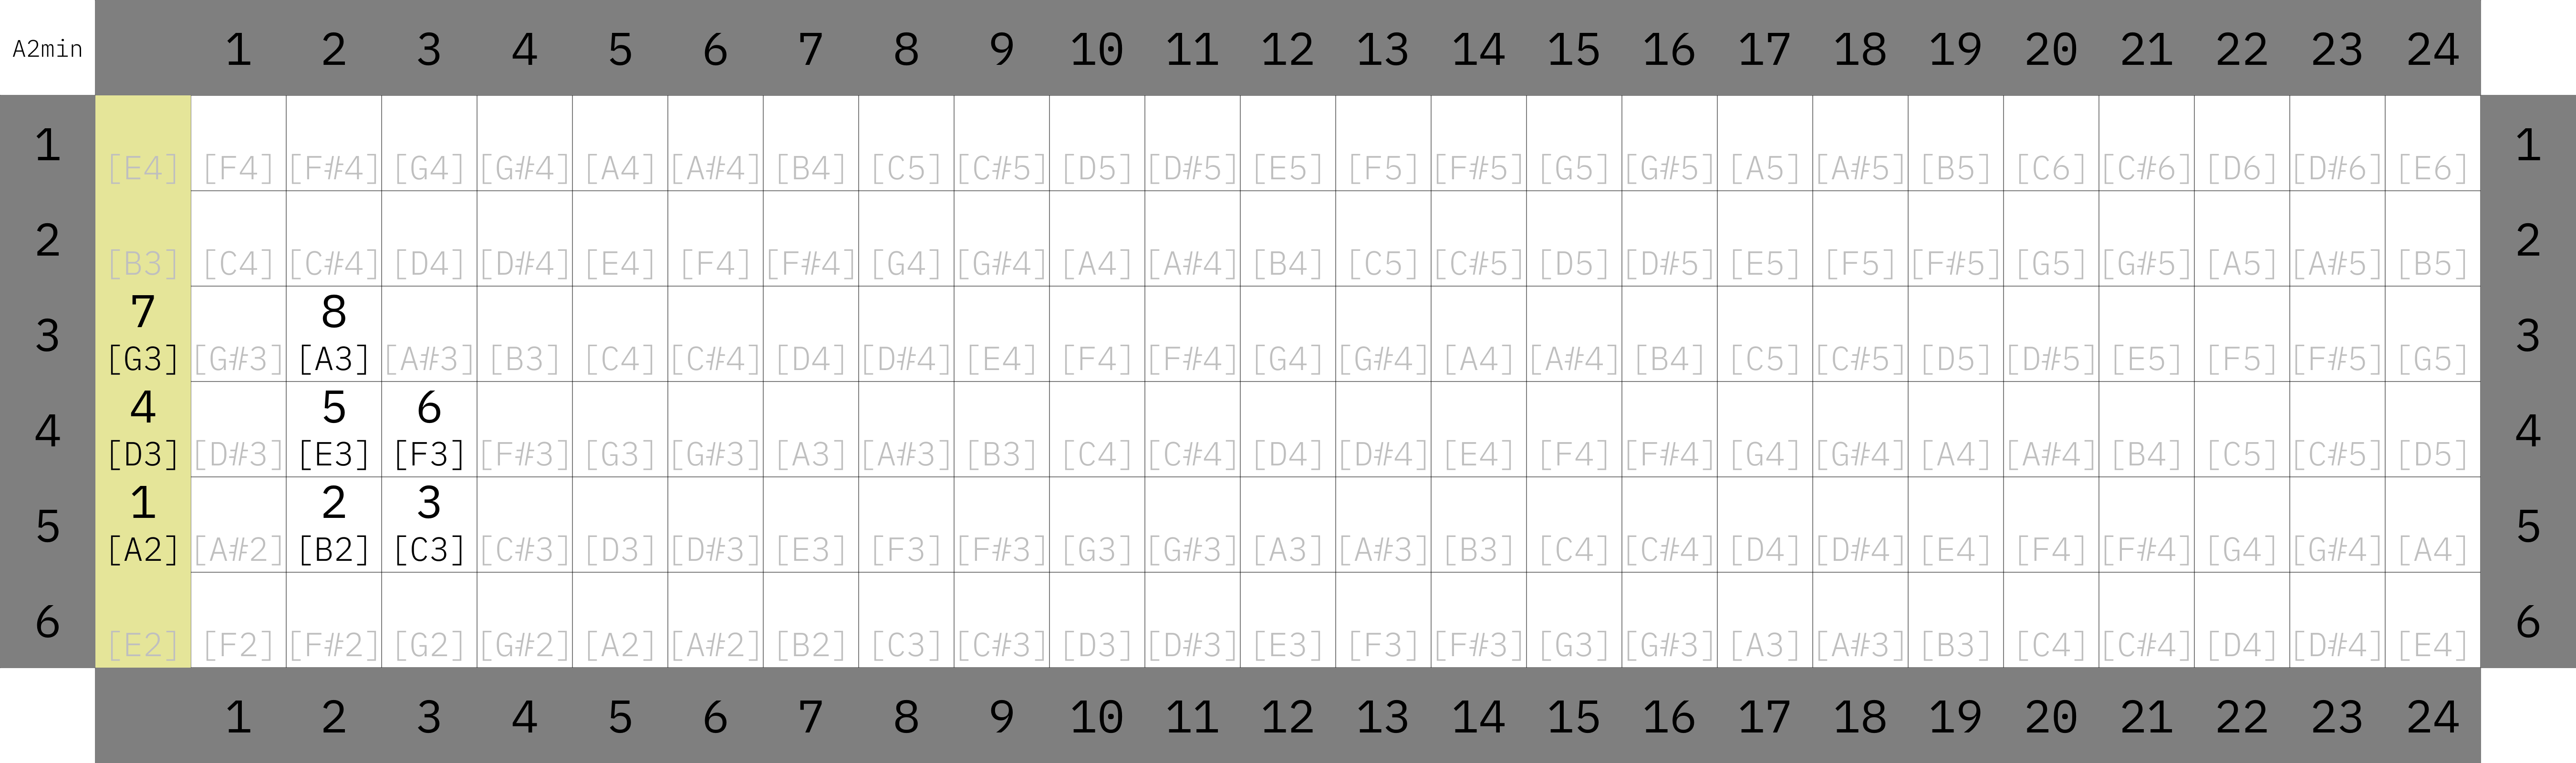 A2min 1 2 3 4 5 6 7 8 9 10 11 12 13 14 15 16 17 18 19 20 21 22 23 24
1 [E4] [F4] [F#4] [G4] [G#4] [A4] [A#4] [B4] [C5] [C#5] [D5] [D#5] [E5] [F5] [F#5] [G5] [G#5] [A5] [A#5] [B5] [C6] [C#6] [D6] [D#6] [E6] 1
2 [B3] [C4] [C#4] [D4] [D#4] [E4] [F4] [F#4] [G4] [G#4] [A4] [A#4] [B4] [C5] [C#5] [D5] [D#5] [E5] [F5] [F#5] [G5] [G#5] [A5] [A#5] [B5] 2
7 8
3 [G3] [G#3] [A3] [A#3] [B3] [C4] [C#4] [D4] [D#4] [E4] [F4] [F#4] [G4] [G#4] [A4] [A#4] [B4] [C5] [C#5] [D5] [D#5] [E5] [F5] [F#5] [G5] 3
4 5 6
4 [D3] [D#3] [E3] [F3] [F#3] [G3] [G#3] [A3] [A#3] [B3] [C4] [C#4] [D4] [D#4] [E4] [F4] [F#4] [G4] [G#4] [A4] [A#4] [B4] [C5] [C#5] [D5] 4
1 2 3
5 [A2] [A#2] [B2] [C3] [C#3] [D3] [D#3] [E3] [F3] [F#3] [G3] [G#3] [A3] [A#3] [B3] [C4] [C#4] [D4] [D#4] [E4] [F4] [F#4] [G4] [G#4] [A4] 5
6 [E2] [F2] [F#2] [G2] [G#2] [A2] [A#2] [B2] [C3] [C#3] [D3] [D#3] [E3] [F3] [F#3] [G3] [G#3] [A3] [A#3] [B3] [C4] [C#4] [D4] [D#4] [E4] 6
1 2 3 4 5 6 7 8 9 10 11 12 13 14 15 16 17 18 19 20 21 22 23 24